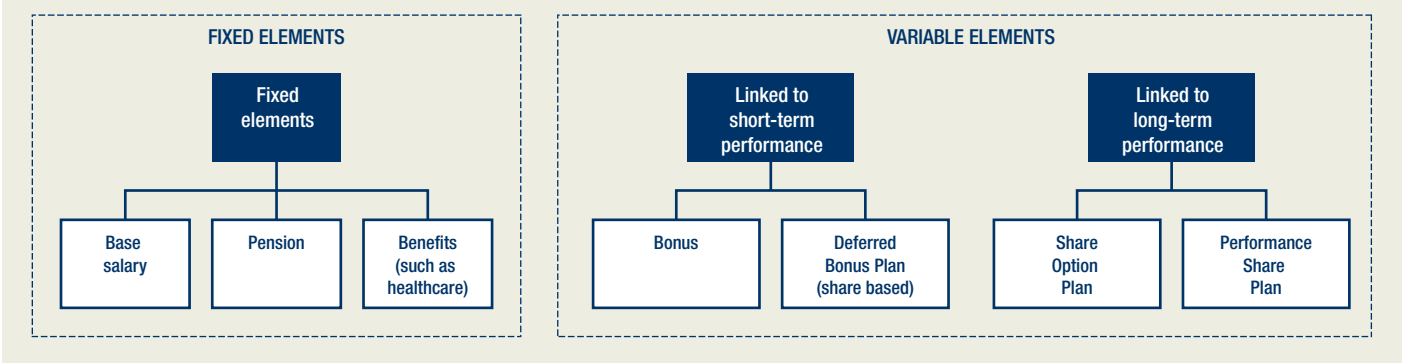 FIXED ELEMENTS
Fixed
elements
Base
salary
Pension
Benefits
(such as
healthcare)
VARIABLE ELEMENTS
Linked to
short-term
performance
Bonus
Deferred
Bonus Plan
(share based)
Linked to
long-term
performance
Share
Option
Plan
Performance
Share
Plan